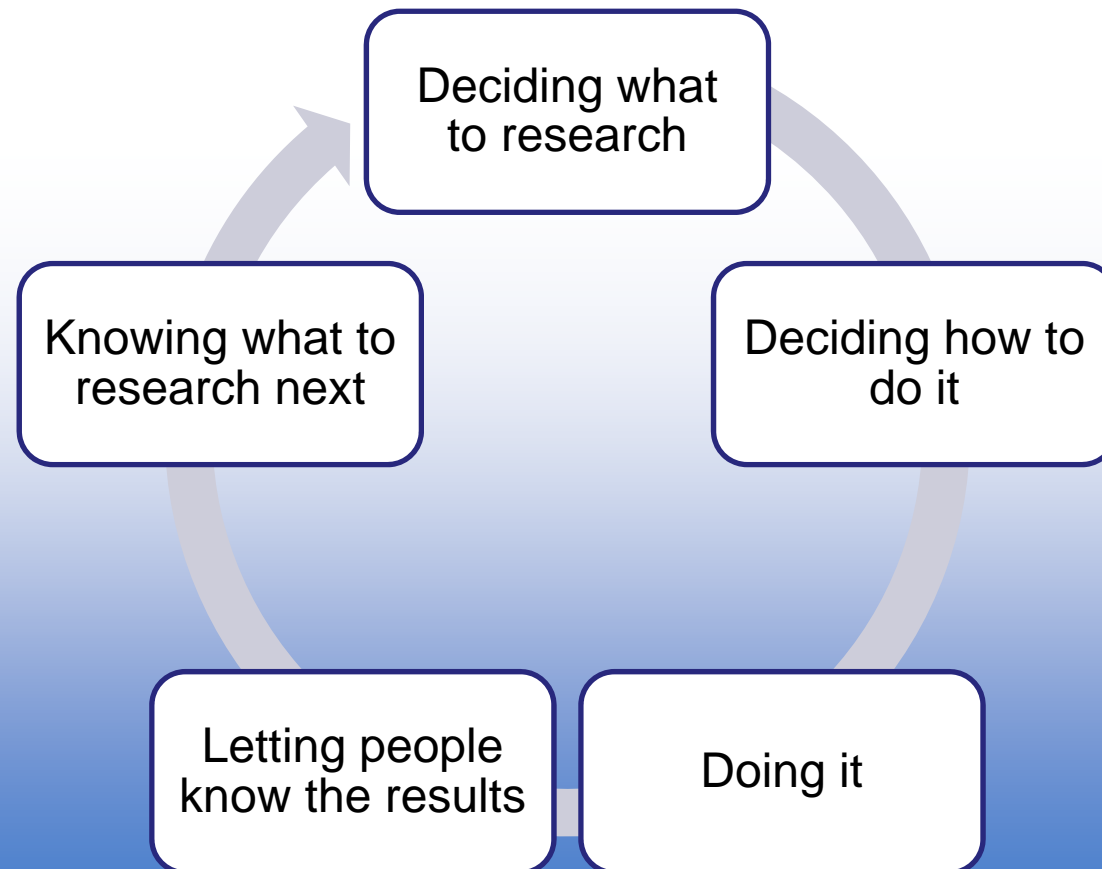 Deciding what
to research
Deciding how to
do it
Doing it
Letting people
know the results
Knowing what to
research next